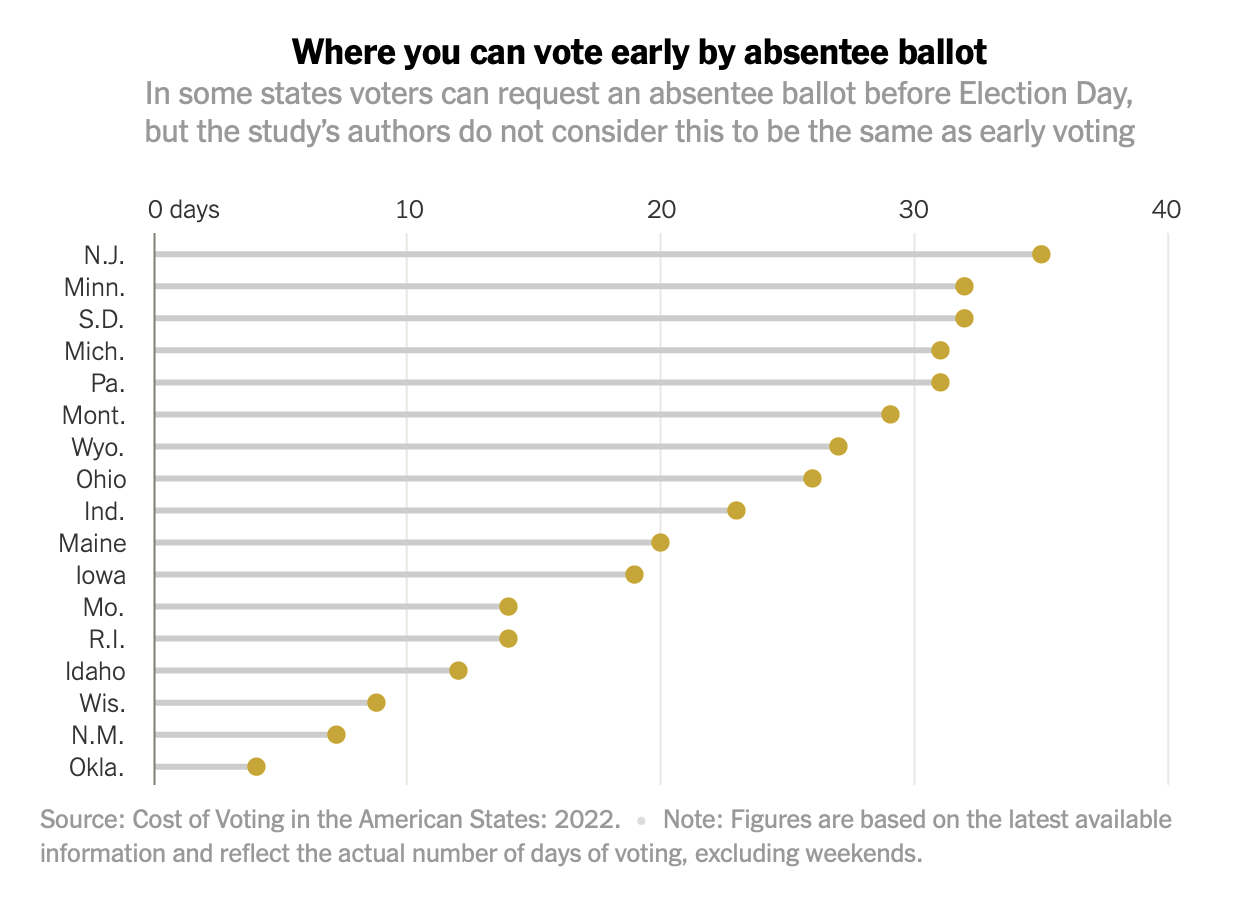 Where you can vote early by absentee ballot
In some states voters can request an absentee ballot before Election Day,
but the study’s authors do not consider this to be the same as early voting
0 days 10 20 30 40
N.J.
Minn.
S.D.
Mich.
Pa.
Mont.
Wyo.
Ohio
Ind.
Maine
Iowa
Mo.
R.I.
Idaho
Wis.
N.M.
Okla.
Source: Cost of Voting in the American States: 2022. • Note: Figures are based on the latest available
information and reflect the actual number of days of voting, excluding weekends.